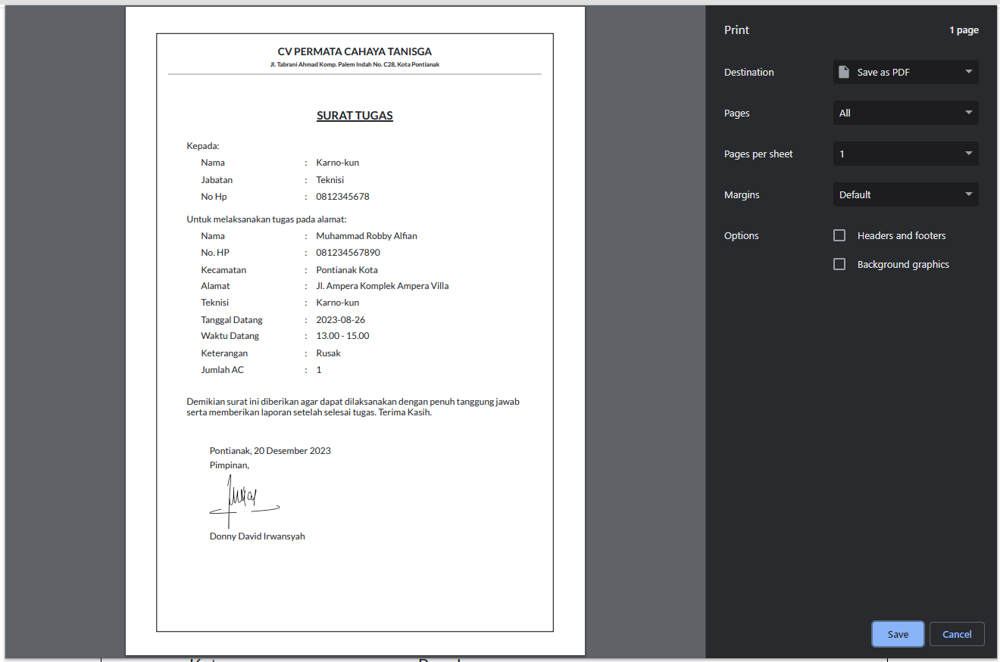 CV PERMATA CAHAYA TANISGA
Jl. Tabrani Ahmad Komp. Palem Indah No. C28, Kota Pontianak
SURAT TUGAS
Kepada:
Nama : Karno-kun
Jabatan : Teknisi
No Hp : 0812345678
Untuk melaksanakan tugas pada alamat:
Nama : Muhammad Robby Alfian
No. HP : 081234567890
Kecamatan : Pontianak Kota
Alamat : Jl. Ampera Komplek Ampera Villa
Teknisi : Karno-kun
Tanggal Datang : 2023-08-26
Waktu Datang : 13.00 - 15.00
Keterangan : Rusak
Jumlah AC : 1
Demikian surat ini diberikan agar dapat dilaksanakan dengan penuh tanggung jawab
serta memberikan laporan setelah selesai tugas. Terima Kasih.
Pontianak, 20 Desember 2023
Pimpinan,
Donny David Irwansyah
Print 1 page
Destination Save as PDF
Pages All
Pages per sheet 1
Margins Default
Options Headers and footers
Background graphics
Save Cancel